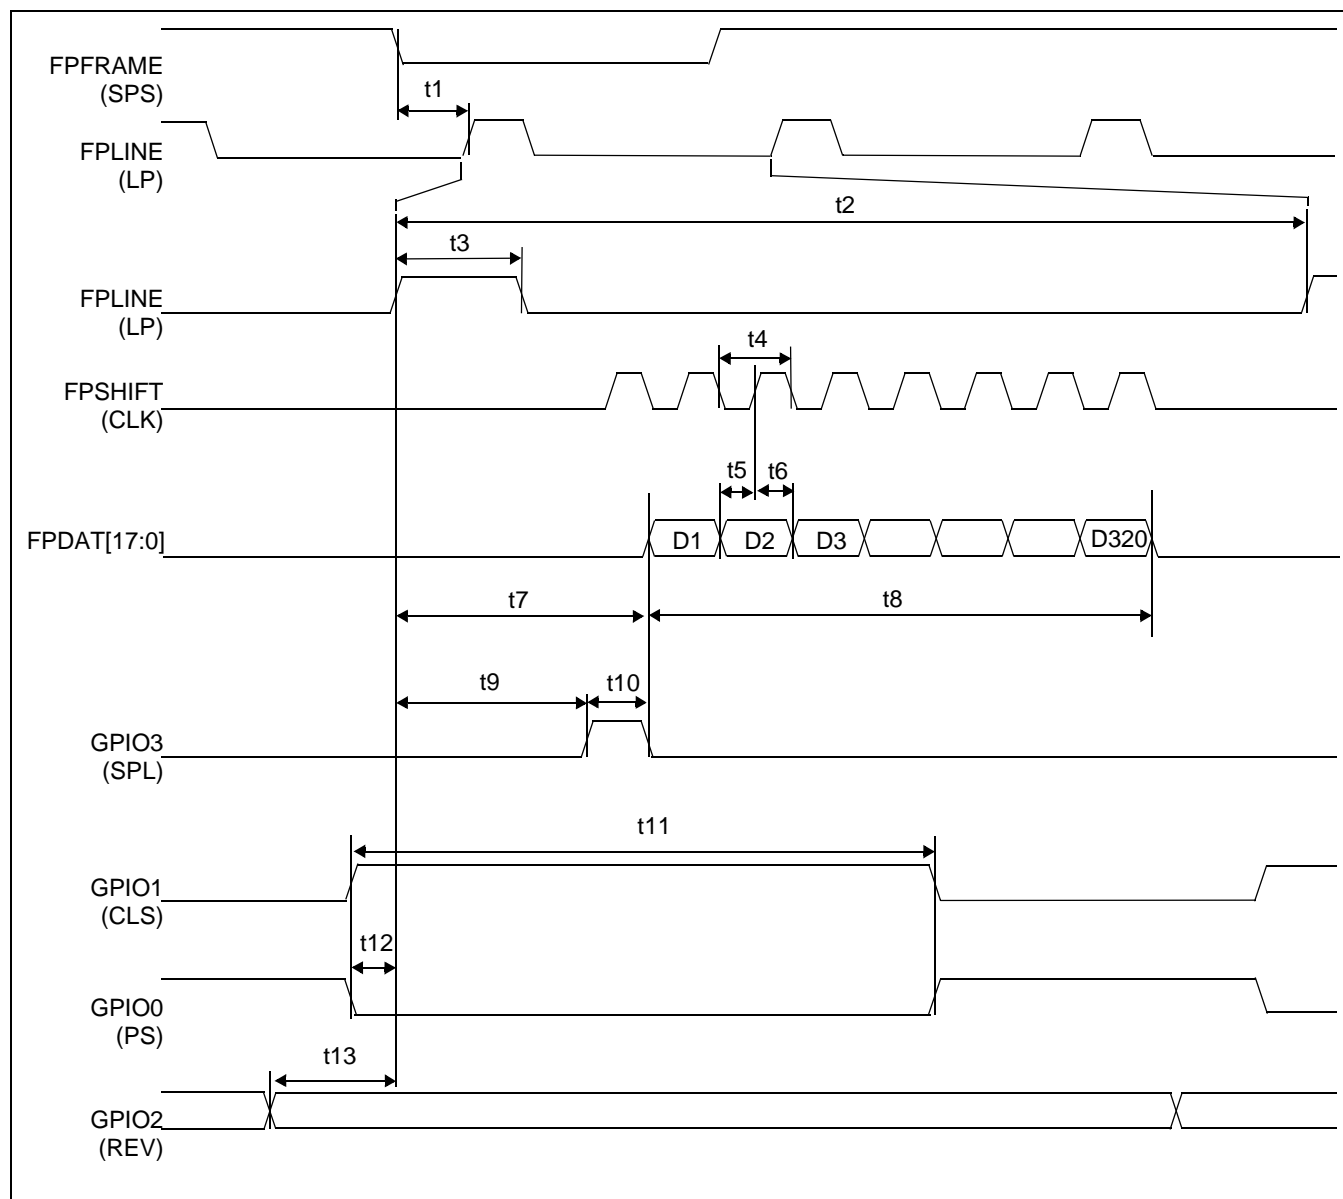 FPFRAME
(SPS)
t1
FPLINE
(LP)
t2
t3
FPLINE
(LP)
t4
FPSHIFT
(CLK)
t5
t6
FPDAT[17:0]
D1
D2
D3
D320
t7
t8
t9
t10
GPIO3
(SPL)
t11
GPIO1
(CLS)
t12
GPIO0
(PS)
t13
GPIO2
(REV)